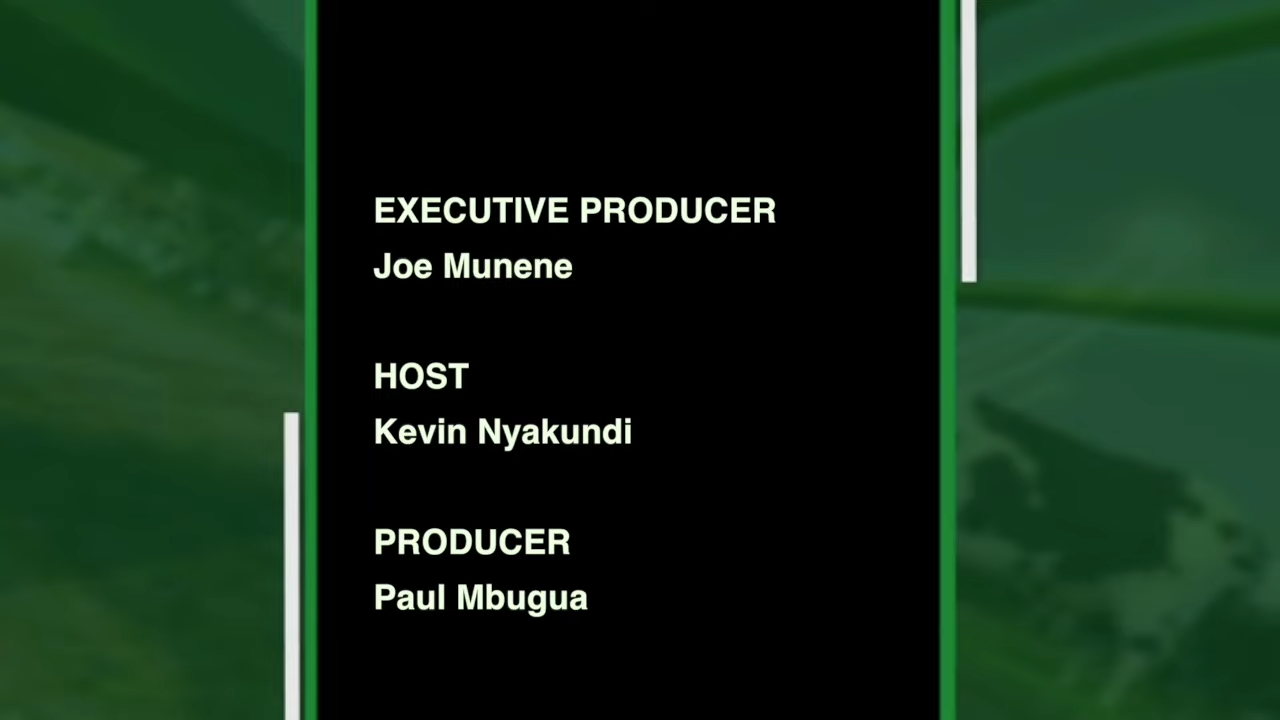 EXECUTIVE PRODUCER
Joe Munene
HOST
Kevin Nyakundi
PRODUCER
Paul Mbugua